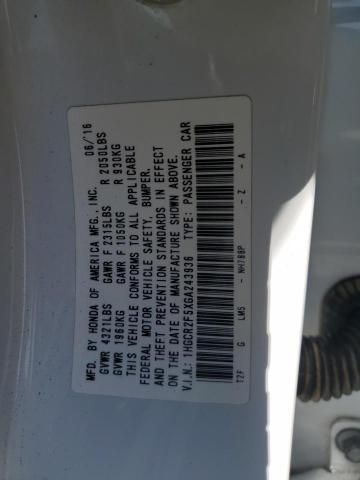 MFD. BY HONDA OF AMERICA MFG., INC. 06/16
GVWR 4321LBS GAWR F 2315LBS R 2050LBS
GVWR 1960KG GAWR F 1050KG R 930KG
THIS VEHICLE CONFORMS TO ALL APPLICABLE
FEDERAL MOTOR VEHICLE SAFETY, BUMPER,
AND THEFT PREVENTION STANDARDS IN EFFECT
ON THE DATE OF MANUFACTURE SHOWN ABOVE.
V.I.N.: 1HGCR2F5XGA243936 TYPE: PASSENGER CAR
T2F G LM5 - NH788P - Z - A